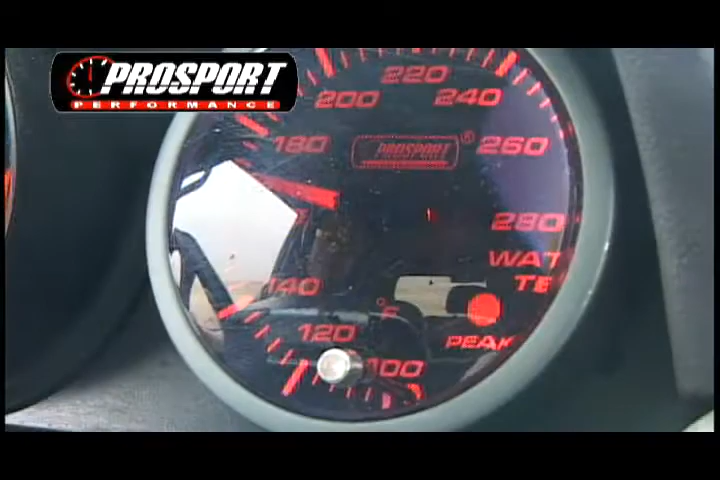 PROSPORT
PERFORMANCE
220
200
240
180
PROSPORT®
260
280
WAT
TE
140
°F
120
PEAK
100